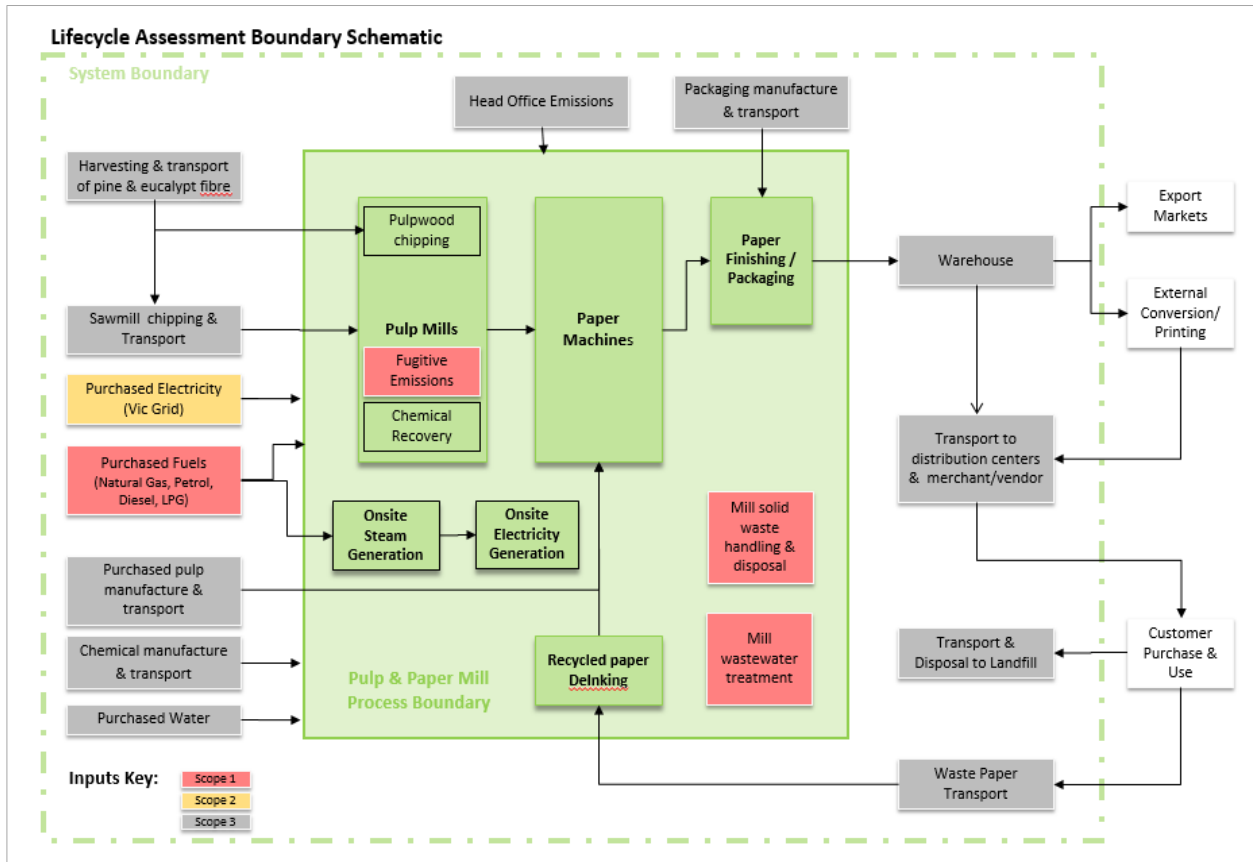 Lifecycle Assessment Boundary Schematic
System Boundary
Head Office Emissions
Packaging manufacture
& transport
Harvesting & transport
of pine & eucalypt fibre
Pulpwood
chipping
Paper
Finishing /
Packaging
Export
Markets
Warehouse
Sawmill chipping &
Transport
Pulp Mills
Paper
Machines
External
Conversion/
Printing
Fugitive
Emissions
Purchased Electricity
(Vic Grid)
Chemical
Recovery
Purchased Fuels
(Natural Gas, Petrol,
Diesel, LPG)
Transport to
distribution centers
& merchant/vendor
Onsite
Steam
Generation
Onsite
Electricity
Generation
Mill solid
waste
handling &
disposal
Purchased pulp
manufacture &
transport
Chemical manufacture
& transport
Recycled paper
DeInking
Mill
wastewater
treatment
Transport &
Disposal to Landfill
Customer
Purchase &
Use
Pulp & Paper Mill
Process Boundary
Purchased Water
Waste Paper
Transport
Inputs Key:
Scope 1
Scope 2
Scope 3